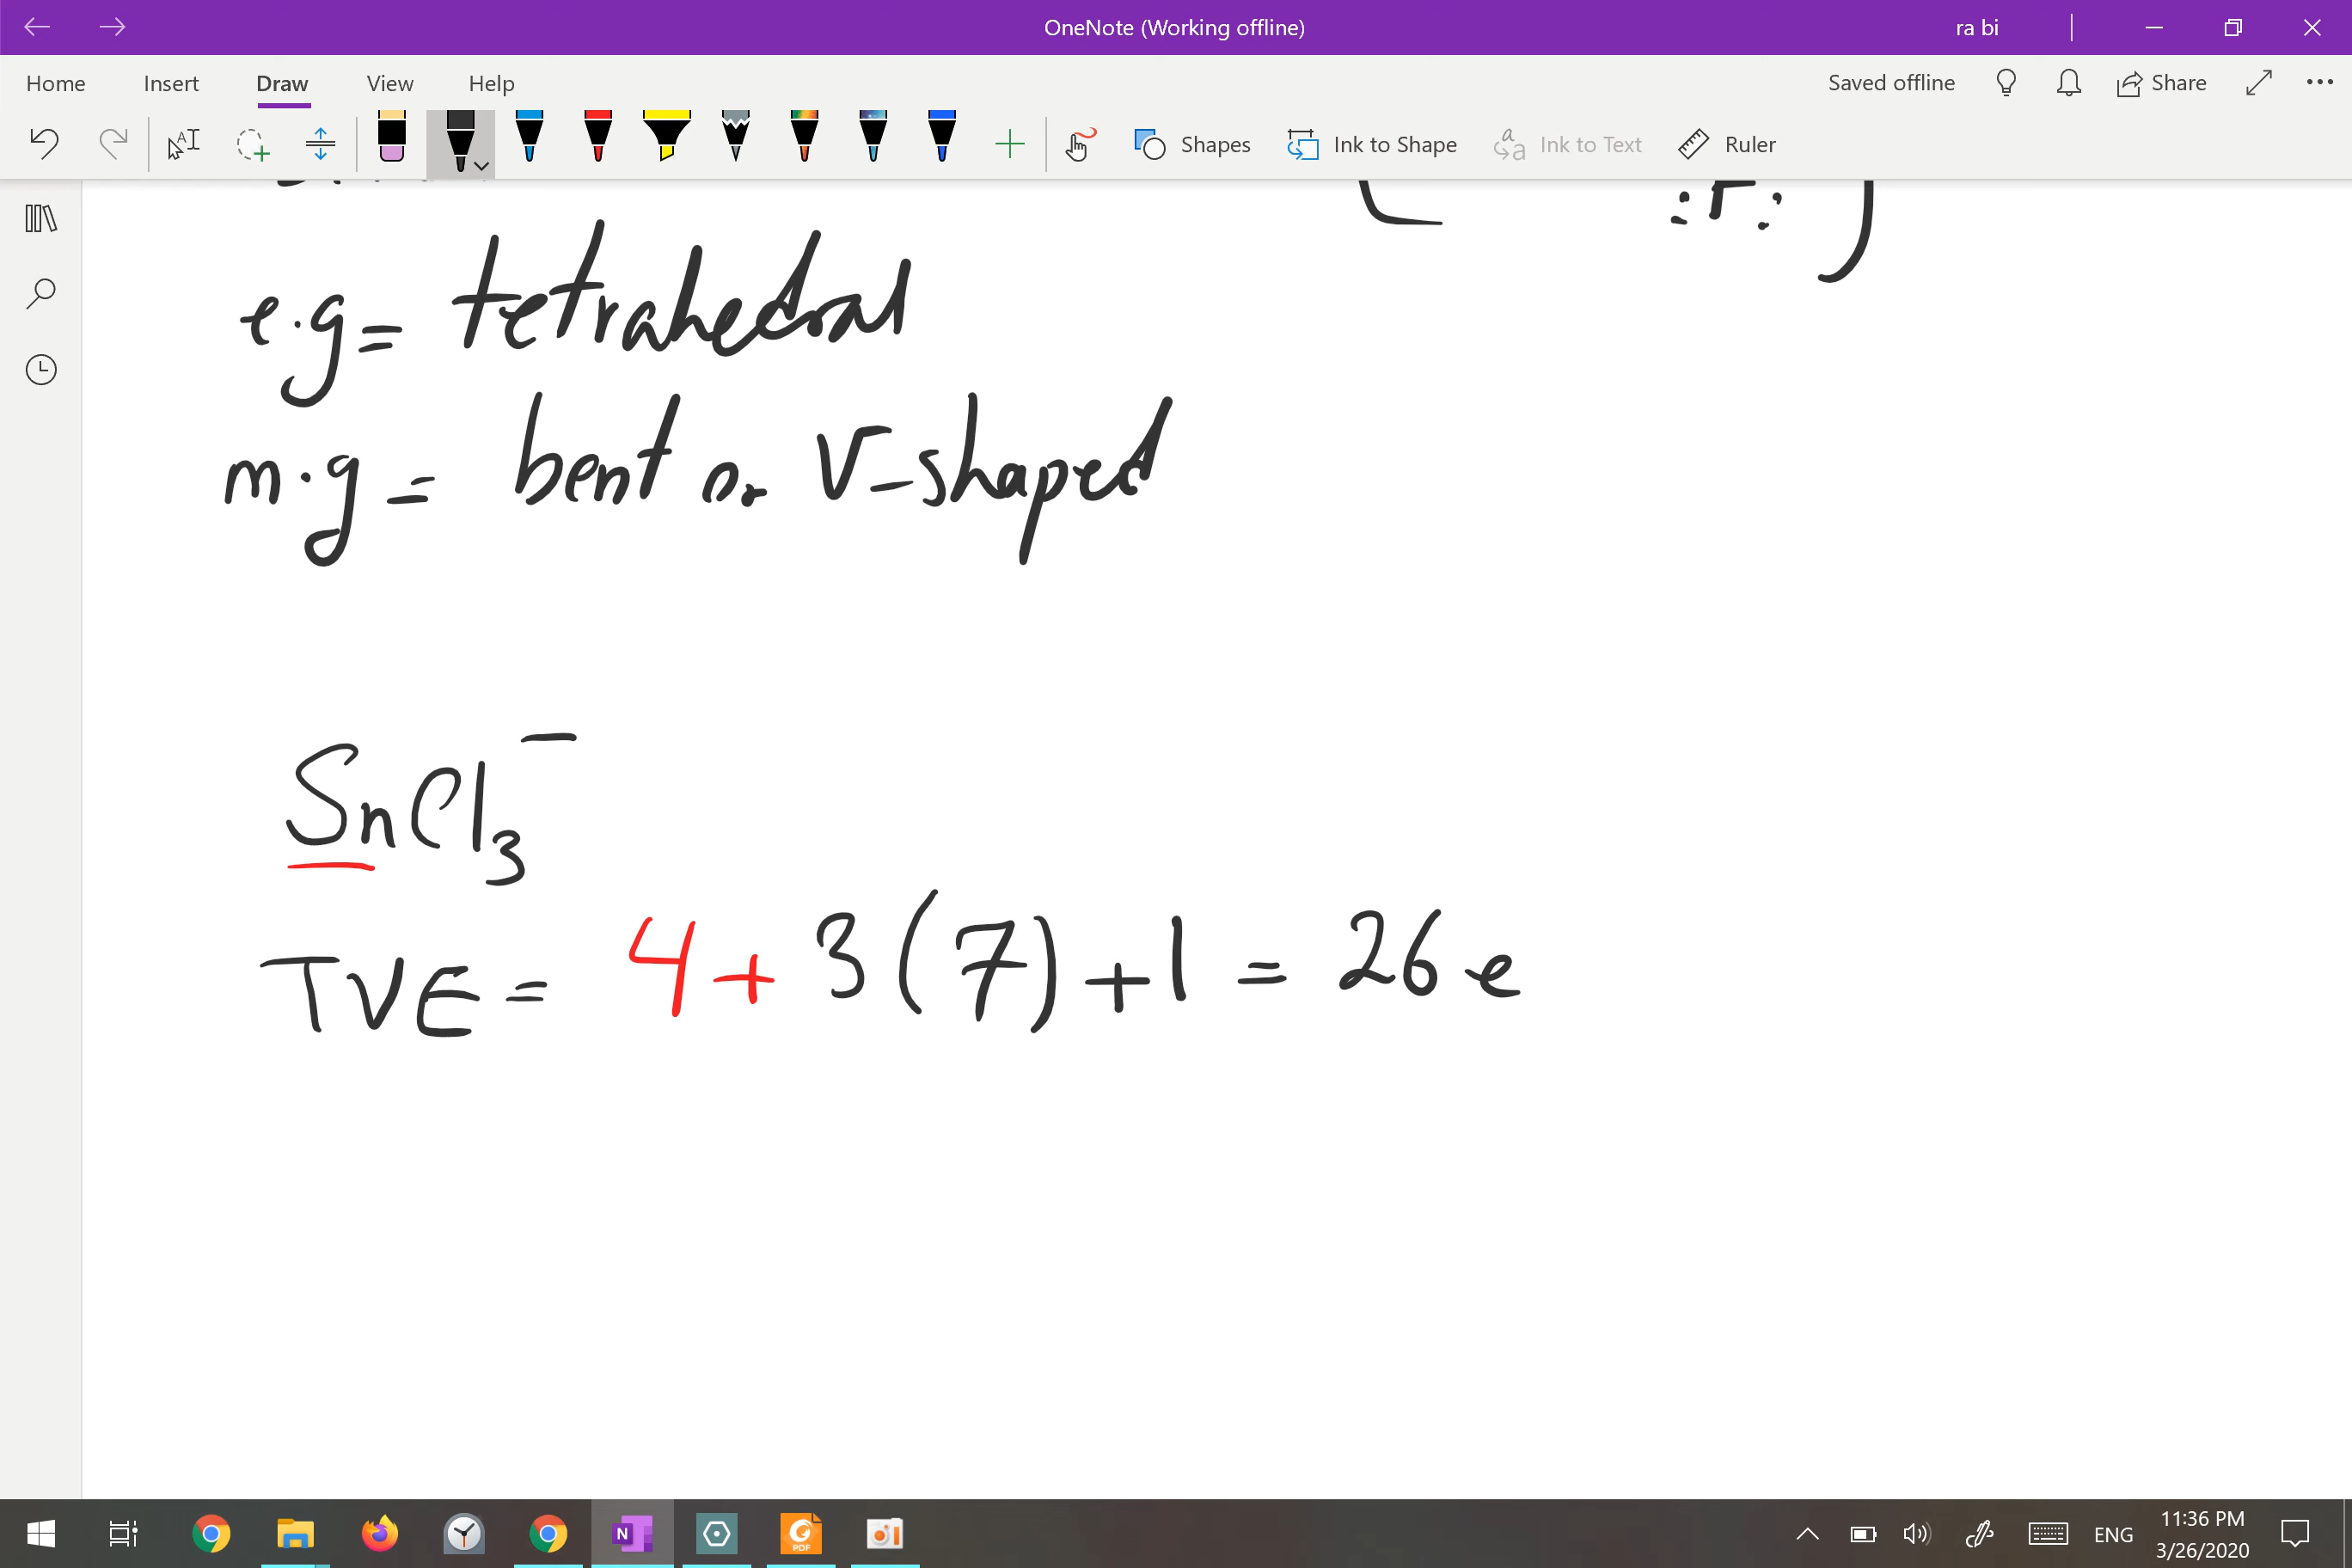 OneNote (Working offline)
ra bi
Home Insert Draw View Help
Saved offline Share
Shapes Ink to Shape Ink to Text Ruler
:F:
e.g= tetrahedral
m.g= bent or V-shaped
SnCl₃⁻
TVE = 4+3(7)+1 = 26 e
ENG
11:36 PM
3/26/2020